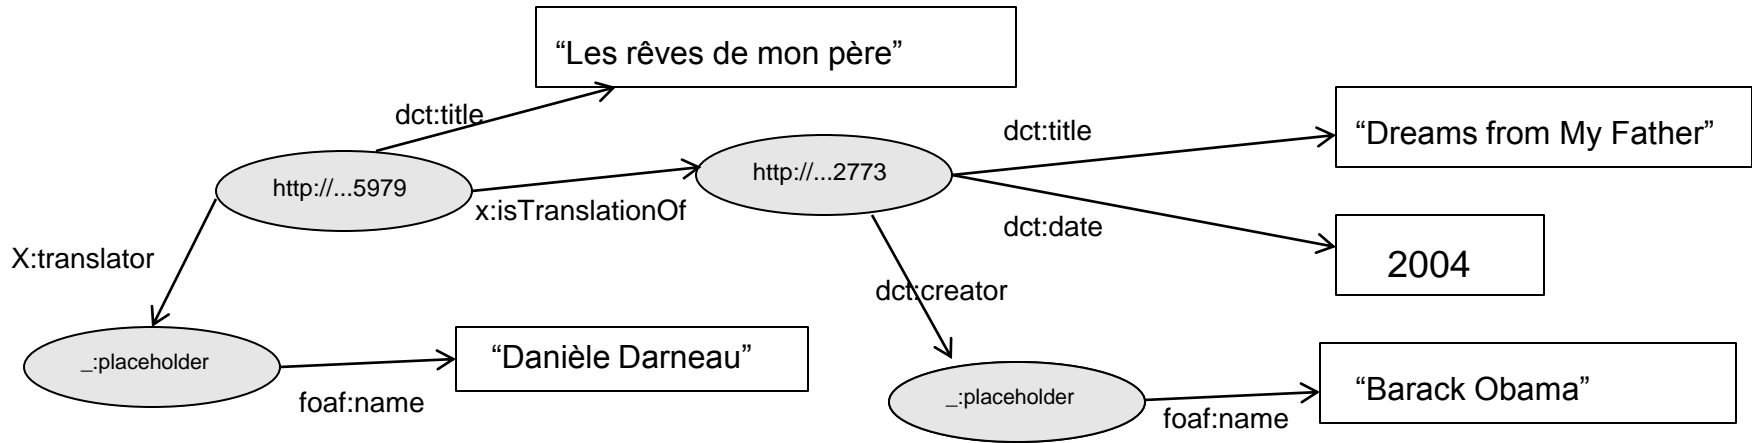 “Les rêves de mon père”
dct:title
dct:title
“Dreams from My Father”
http://...5979
http://...2773
x:isTranslationOf
dct:date
X:translator
2004
dct:creator
_:placeholder
“Danièle Darneau”
foaf:name
_:placeholder
“Barack Obama”
foaf:name